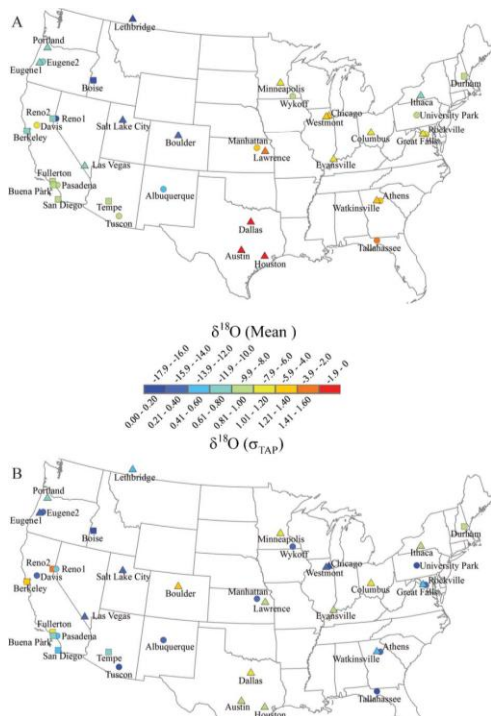 A
Lethbridge
Portland
Eugene1 Eugene2
Boise
Minneapolis
Wykoff
Durham
Ithaca
University Park
Reno2
Reno1
Davis
Berkeley
Salt Lake City
Boulder
Chicago
Westmont
Manhattan
Lawrence
Columbus
Rockville
Great Falls
Evansville
Las Vegas
Fullerton
Buena Park
Pasadena
San Diego
Tempe
Tuscon
Albuquerque
Dallas
Austin
Houston
Watkinsville
Athens
Tallahassee
δ18O (Mean )
-17.9 - -16.0
-15.9 - -14.0
-13.9 - -12.0
-11.9 - -10.0
-9.9 - -8.0
-7.9 - -6.0
-5.9 - -4.0
-3.9 - -2.0
-1.9 - 0
0.00 - 0.20
0.21 - 0.40
0.41 - 0.60
0.61 - 0.80
0.81 - 1.00
1.01 - 1.20
1.21 - 1.40
1.41 - 1.60
δ18O (σTAP)
B
Lethbridge
Portland
Eugene1 Eugene2
Boise
Minneapolis
Wykoff
Durham
Ithaca
University Park
Reno2
Reno1
Davis
Berkeley
Salt Lake City
Boulder
Chicago
Westmont
Manhattan
Lawrence
Columbus
Rockville
Great Falls
Evansville
Las Vegas
Fullerton
Buena Park
Pasadena
San Diego
Tempe
Tuscon
Albuquerque
Dallas
Austin
Houston
Watkinsville
Athens
Tallahassee